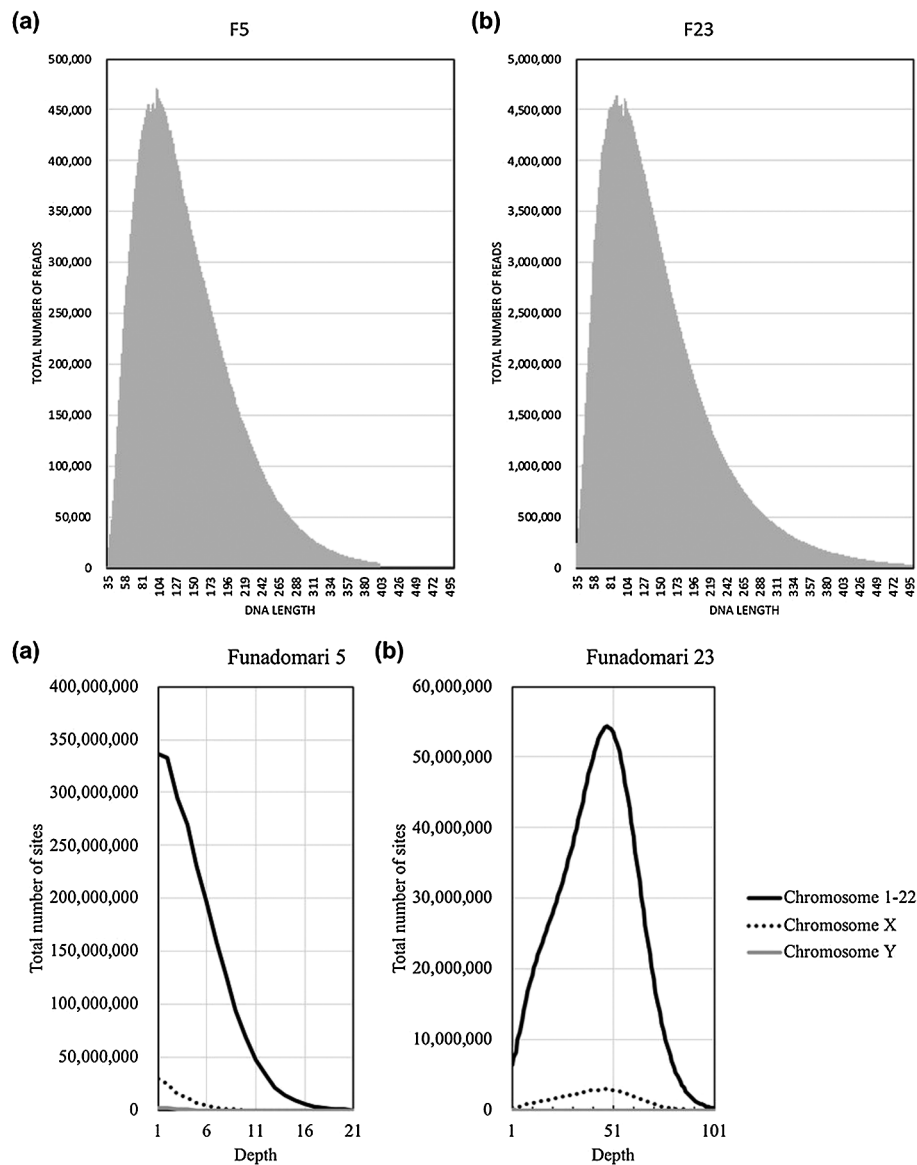 (a)
F5
500,000
450,000
400,000
350,000
300,000
250,000
200,000
150,000
100,000
50,000
0
TOTAL NUMBER OF READS
35 58 81 104 127 150 173 196 219 242 265 288 311 334 357 380 403 426 449 472 495
DNA LENGTH
(b)
F23
5,000,000
4,500,000
4,000,000
3,500,000
3,000,000
2,500,000
2,000,000
1,500,000
1,000,000
500,000
0
TOTAL NUMBER OF READS
35 58 81 104 127 150 173 196 219 242 265 288 311 334 357 380 403 426 449 472 495
DNA LENGTH
(a)
Funadomari 5
400,000,000
350,000,000
300,000,000
250,000,000
200,000,000
150,000,000
100,000,000
50,000,000
0
Total number of sites
1 6 11 16 21
Depth
(b)
Funadomari 23
60,000,000
50,000,000
40,000,000
30,000,000
20,000,000
10,000,000
0
Total number of sites
1 51 101
Depth
Chromosome 1-22
Chromosome X
Chromosome Y